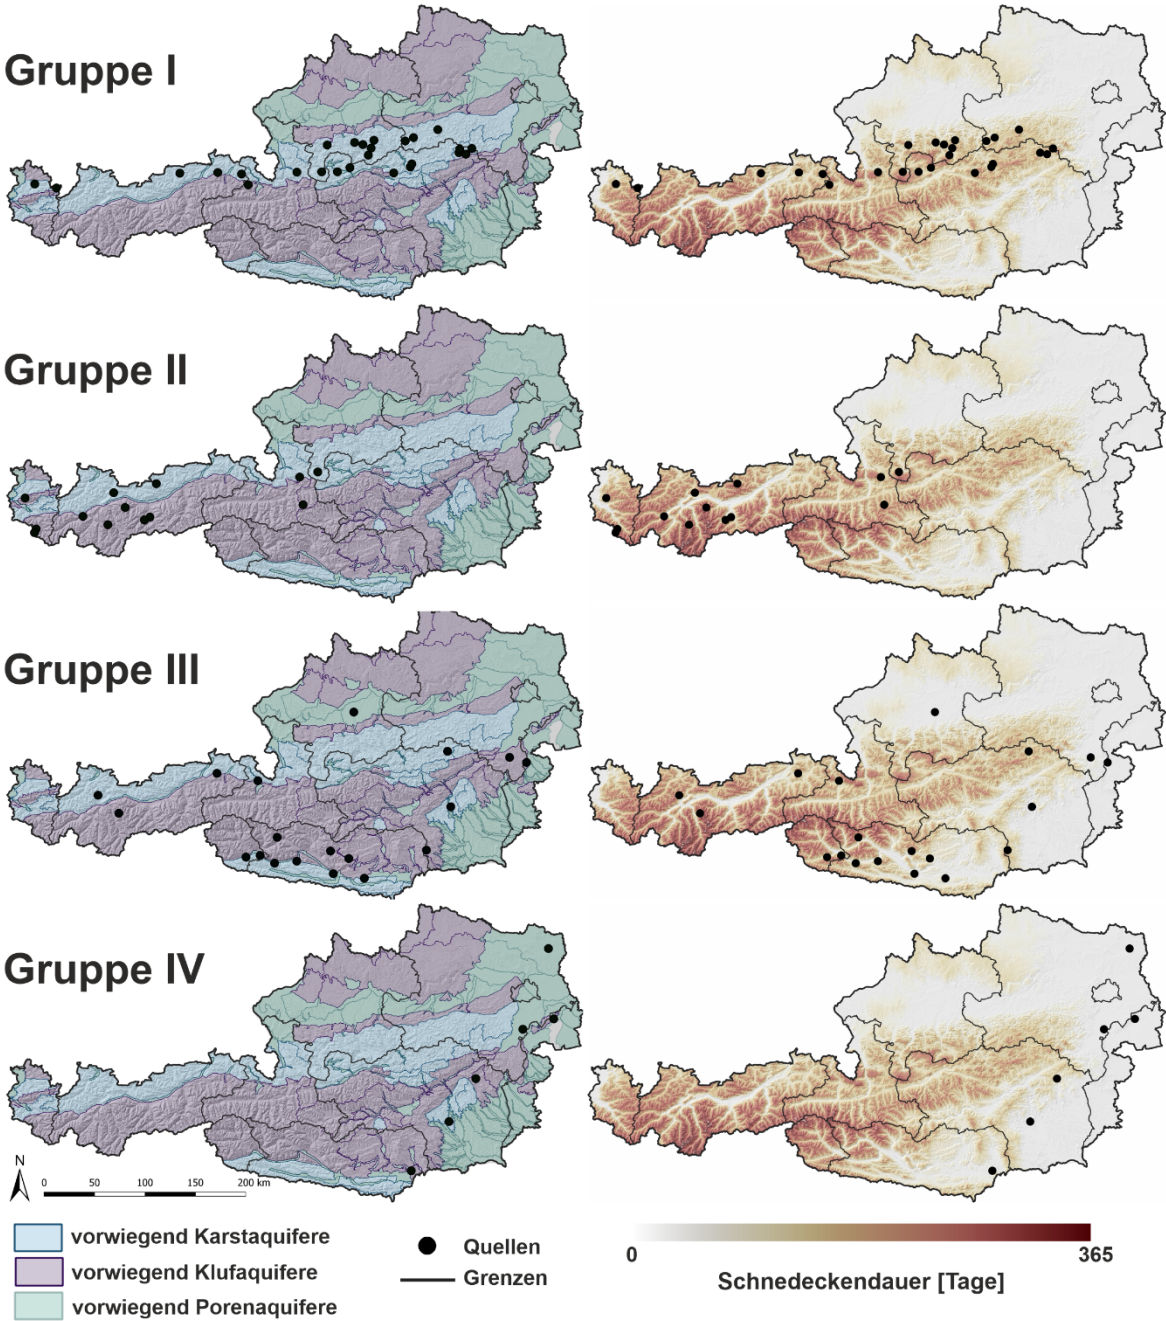 Gruppe I
Gruppe II
Gruppe III
Gruppe IV
N
0 50 100 150 200 km
vorwiegend Karstaquifere
vorwiegend Klufaquifere
vorwiegend Porenaquifere
Quellen
Grenzen
0 365
Schnedeckendauer [Tage]